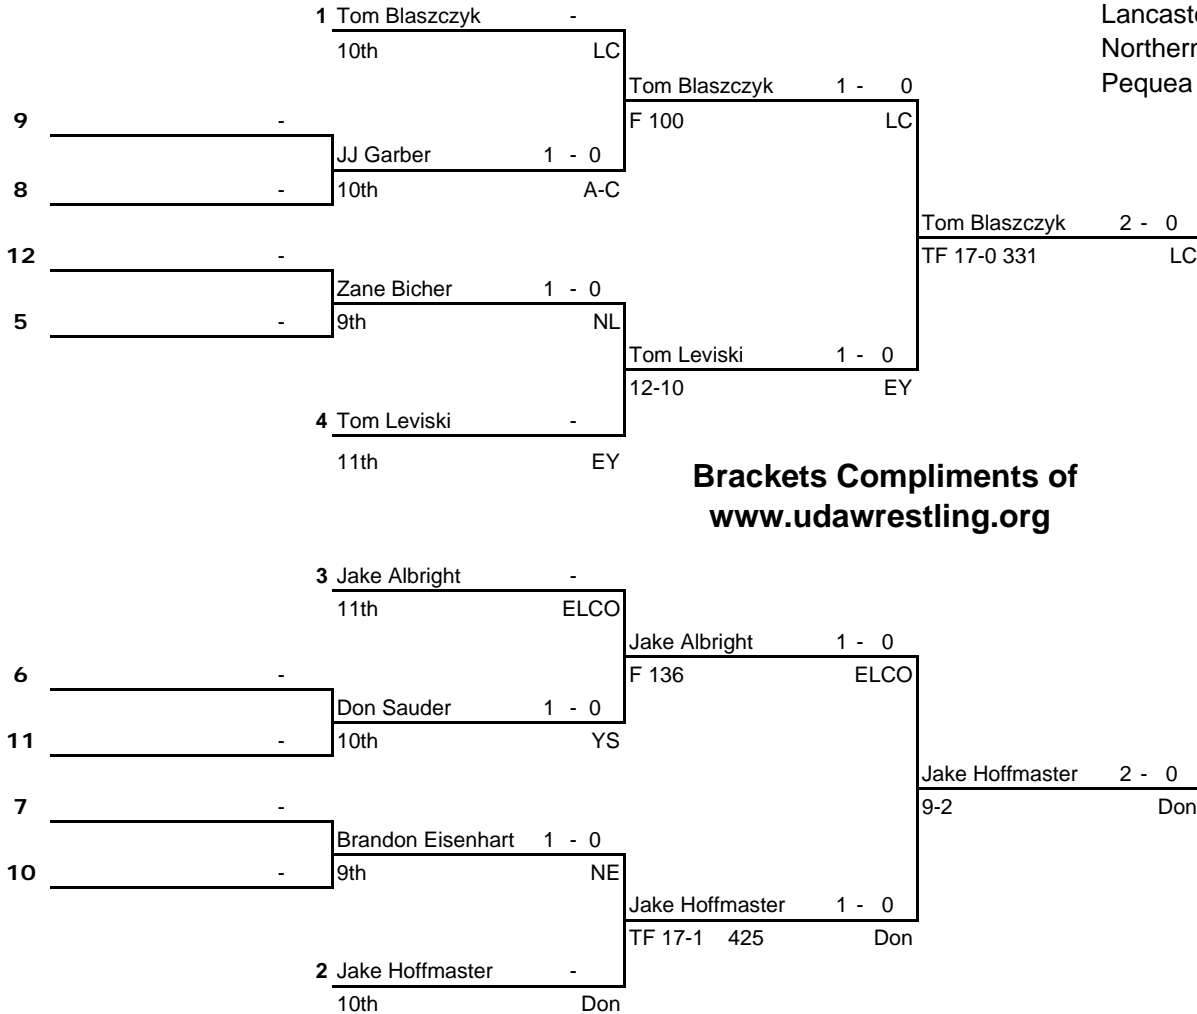 1 Tom Blaszczyk -
Lancaste
10th LC
Northern
Tom Blaszczyk 1 - 0
Pequea
9 -
F 100 LC
JJ Garber 1 - 0
8 -
10th A-C
Tom Blaszczyk 2 - 0
12 -
TF 17-0 331 LC
Zane Bicher 1 - 0
5 -
9th NL
Tom Leviski 1 - 0
12-10 EY
4 Tom Leviski -
11th EY
Brackets Compliments of
www.udawrestling.org
3 Jake Albright -
11th ELCO
Jake Albright 1 - 0
6 -
F 136 ELCO
Don Sauder 1 - 0
11 -
10th YS
Jake Hoffmaster 2 - 0
7 -
9-2 Don
Brandon Eisenhart 1 - 0
10 -
9th NE
Jake Hoffmaster 1 - 0
TF 17-1 425 Don
2 Jake Hoffmaster -
10th Don